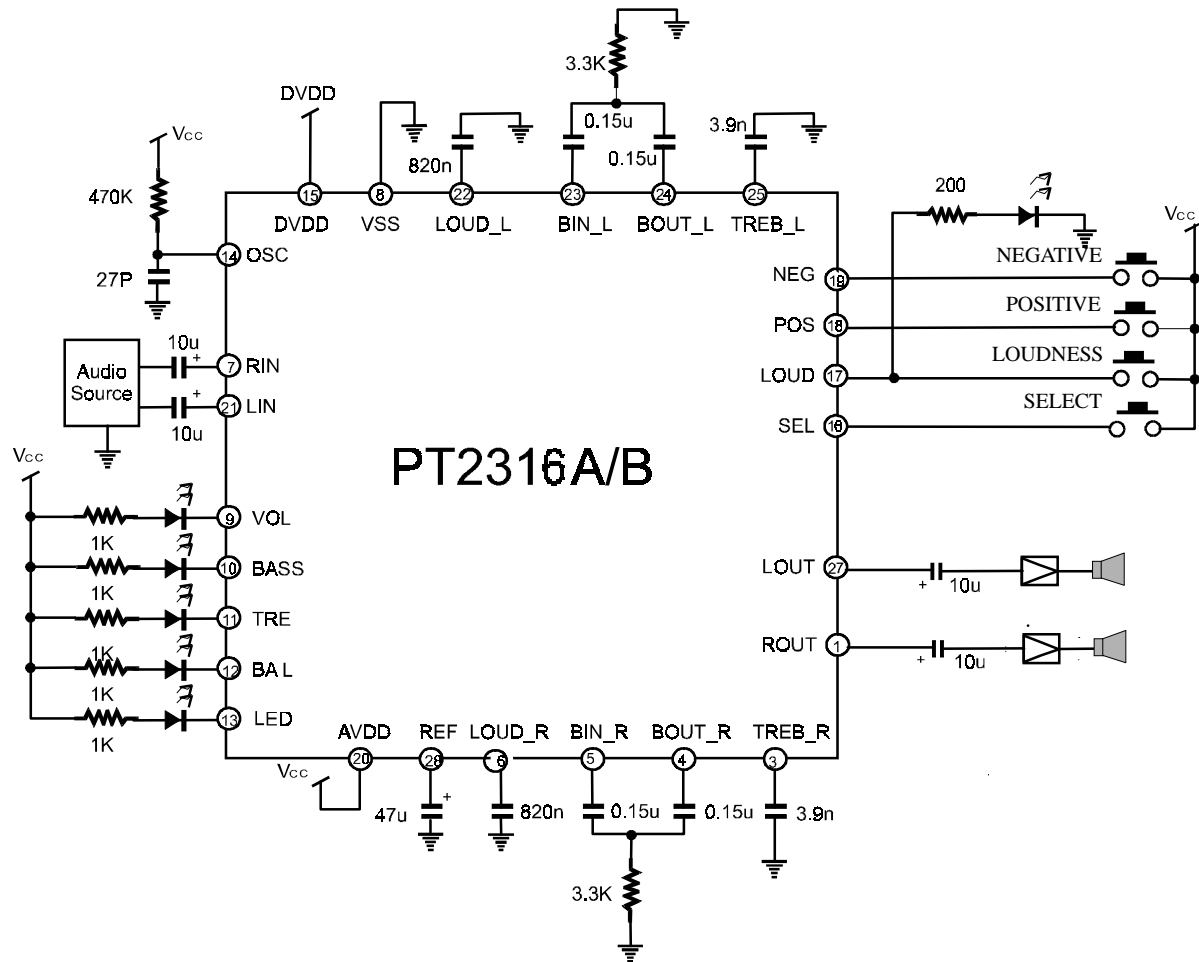 3.3K
DVDD
0.15u
3.9n
Vcc
820n
0.15u
470K
200
Vcc
15
8
22
23
24
25
DVDD
VSS
LOUD_L
BIN_L
BOUT_L
TREB_L
14
OSC
27P
NEG
19
NEGATIVE
POS
18
POSITIVE
10u
7
RIN
LOUD
17
LOUDNESS
Audio
Source
+
+
21
LIN
10u
SEL
16
SELECT
PT2316A/B
Vcc
9
VOL
1K
10
BASS
1K
11
TRE
1K
12
BAL
1K
13
LED
1K
LOUT
27
+
10u
ROUT
1
+
10u
AVDD
REF
LOUD_R
BIN_R
BOUT_R
TREB_R
20
28
6
5
4
3
Vcc
47u
+
820n
0.15u
0.15u
3.9n
3.3K